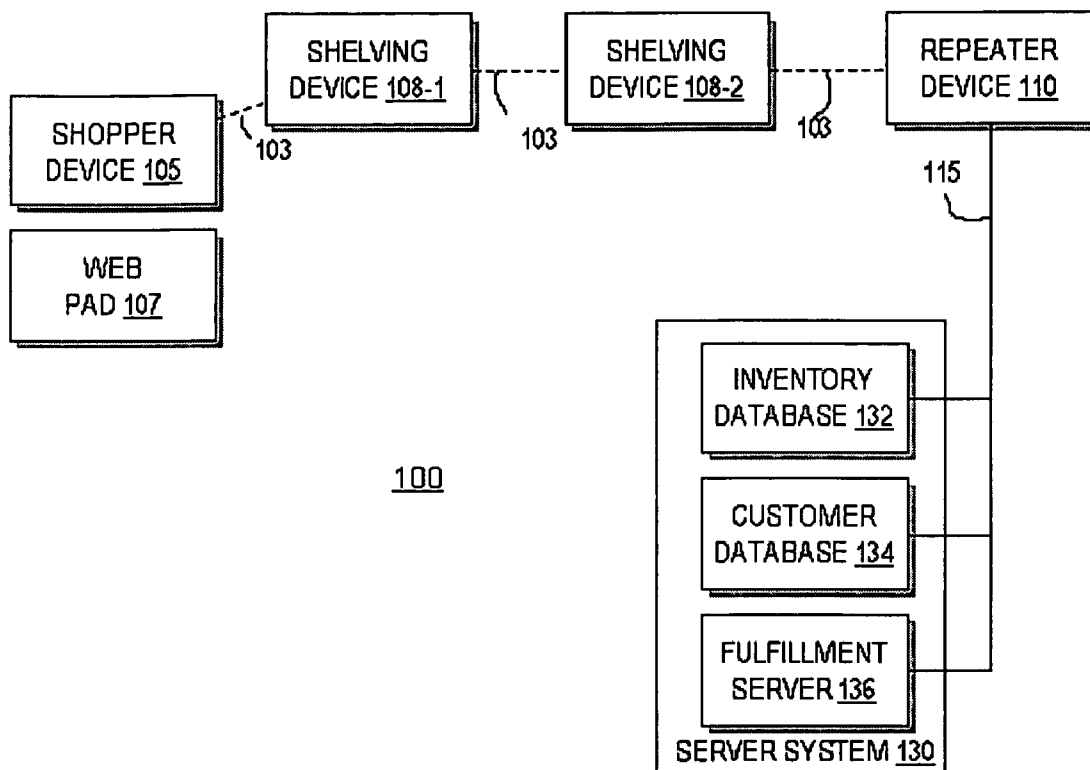 SHELVING
DEVICE 108-1
SHELVING
DEVICE 108-2
REPEATER
DEVICE 110
SHOPPER
DEVICE 105
103
103
103
115
WEB
PAD 107
INVENTORY
DATABASE 132
100
CUSTOMER
DATABASE 134
FULFILLMENT
SERVER 136
SERVER SYSTEM 130